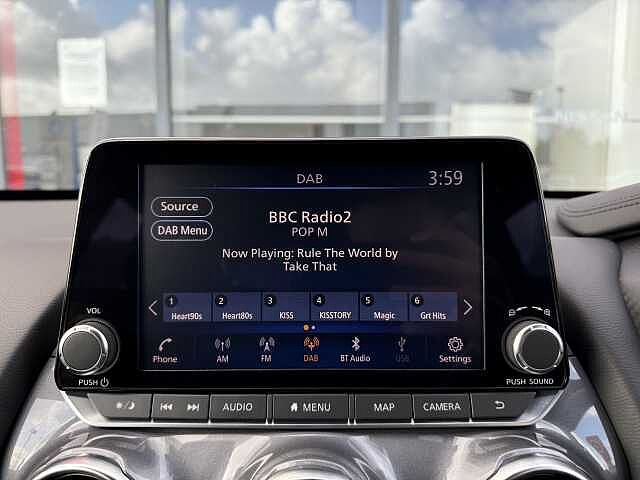 NISSAN
DAB
3:59
Source
BBC Radio2
DAB Menu
POP M
Now Playing: Rule The World by
Take That
1 2 3 4 5 6
Heart90s Heart80s KISS KISSTORY Magic Grt Hits
VOL
Phone AM FM DAB BT Audio USB Settings
PUSH
PUSH SOUND
AUDIO MENU MAP CAMERA